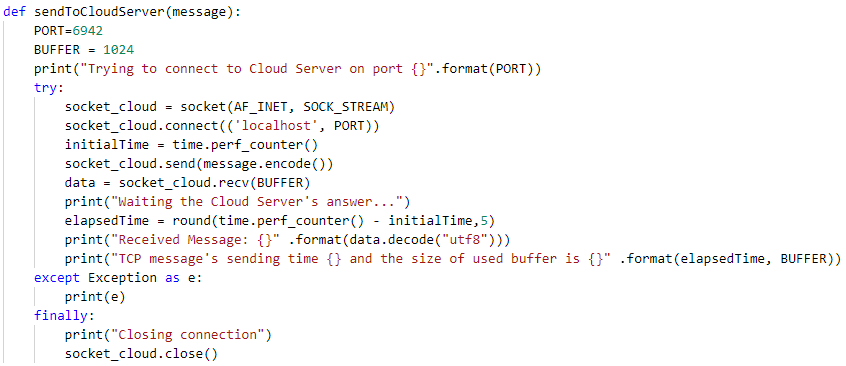 def sendToCloudServer(message):
    PORT=6942
    BUFFER = 1024
    print("Trying to connect to Cloud Server on port {}".format(PORT))
    try:
        socket_cloud = socket(AF_INET, SOCK_STREAM)
        socket_cloud.connect(('localhost', PORT))
        initialTime = time.perf_counter()
        socket_cloud.send(message.encode())
        data = socket_cloud.recv(BUFFER)
        print("Waiting the Cloud Server's answer...")
        elapsedTime = round(time.perf_counter() - initialTime,5)
        print("Received Message: {}" .format(data.decode("utf8")))
        print("TCP message's sending time {} and the size of used buffer is {}" .format(elapsedTime, BUFFER))
    except Exception as e:
        print(e)
    finally:
        print("Closing connection")
        socket_cloud.close()